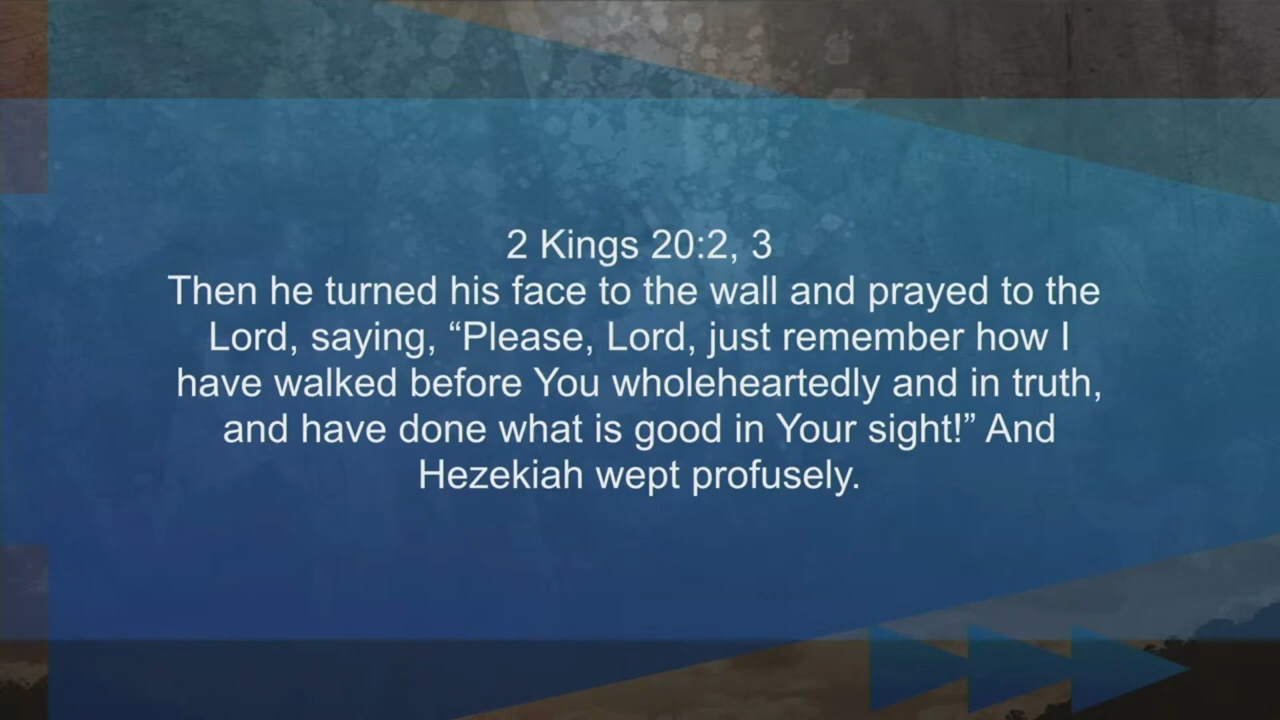 2 Kings 20:2, 3
Then he turned his face to the wall and prayed to the
Lord, saying, “Please, Lord, just remember how I
have walked before You wholeheartedly and in truth,
and have done what is good in Your sight!” And
Hezekiah wept profusely.